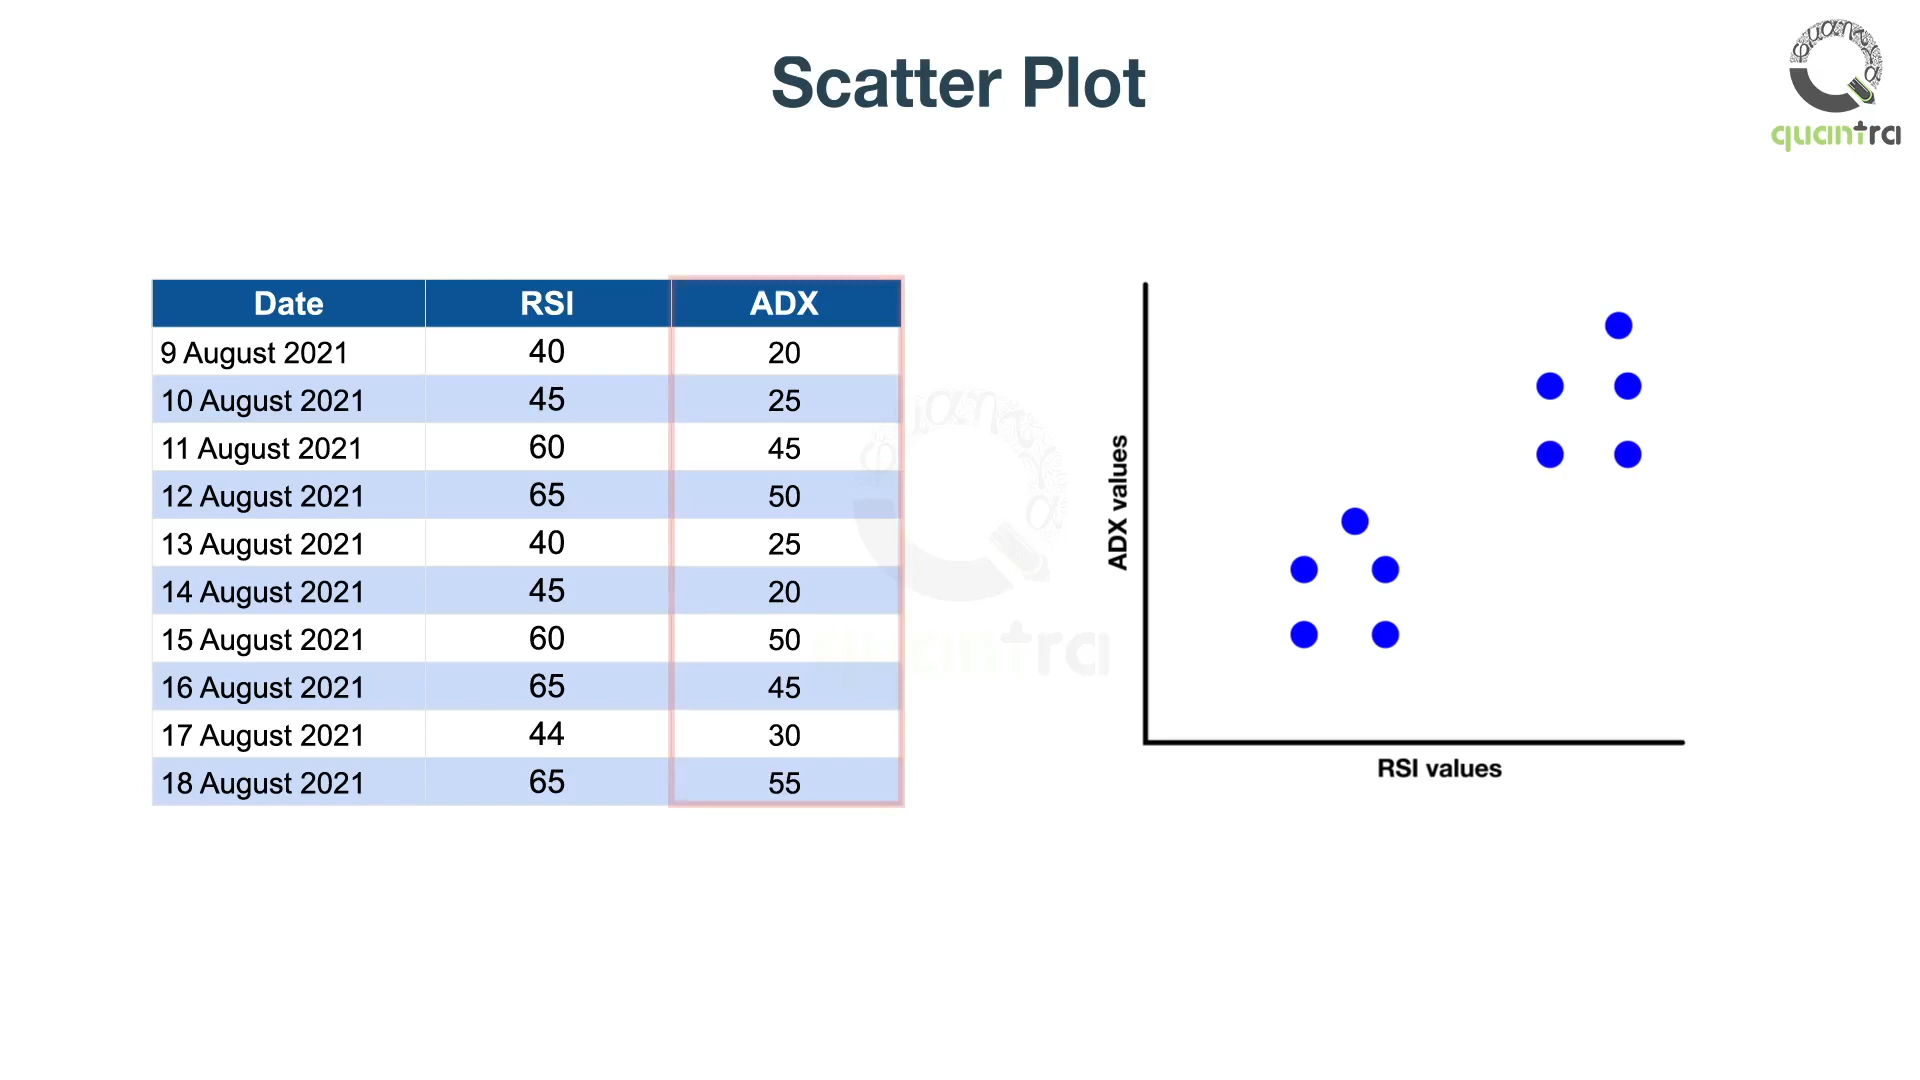 Scatter Plot
quantra
Date RSI ADX
9 August 2021 40 20
10 August 2021 45 25
11 August 2021 60 45
12 August 2021 65 50
13 August 2021 40 25
14 August 2021 45 20
15 August 2021 60 50
16 August 2021 65 45
17 August 2021 44 30
18 August 2021 65 55
quantra
ADX values
RSI values